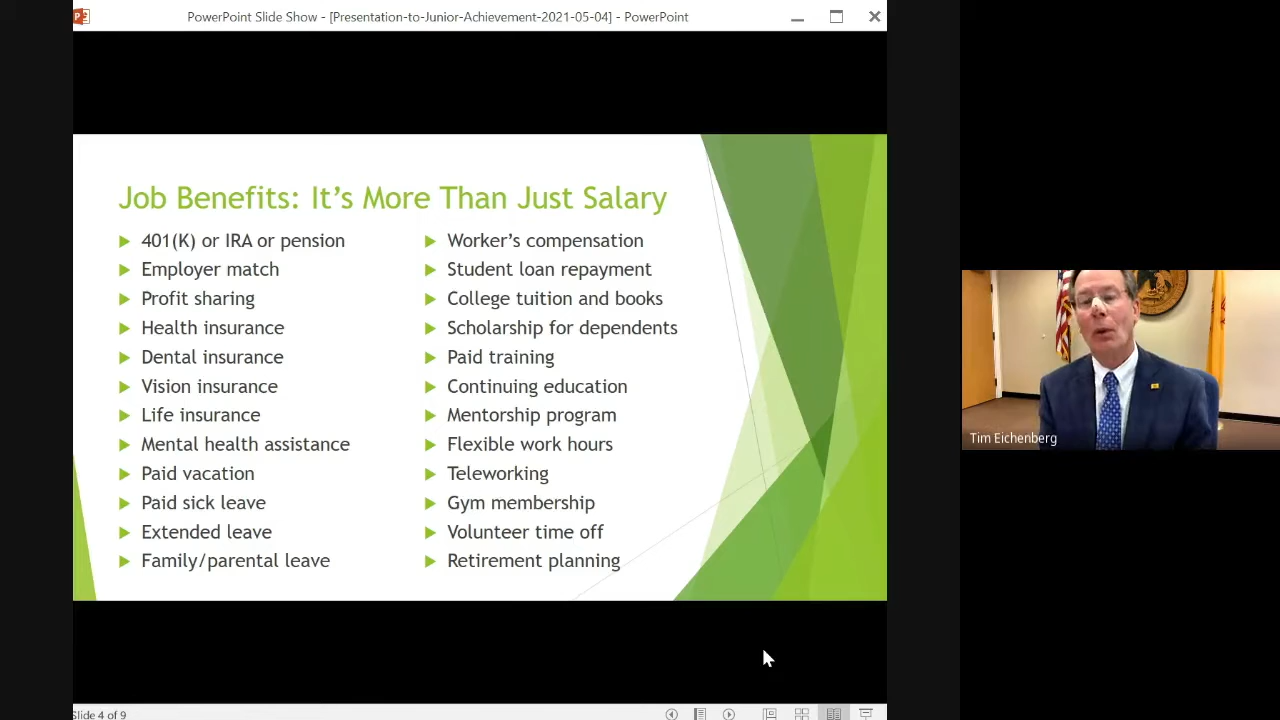 PowerPoint Slide Show - [Presentation-to-Junior-Achievement-2021-05-04] - PowerPoint
Job Benefits: It's More Than Just Salary
401(K) or IRA or pension
Employer match
Profit sharing
Health insurance
Dental insurance
Vision insurance
Life insurance
Mental health assistance
Paid vacation
Paid sick leave
Extended leave
Family/parental leave
Worker's compensation
Student loan repayment
College tuition and books
Scholarship for dependents
Paid training
Continuing education
Mentorship program
Flexible work hours
Teleworking
Gym membership
Volunteer time off
Retirement planning
Tim Eichenberg
Slide 4 of 9